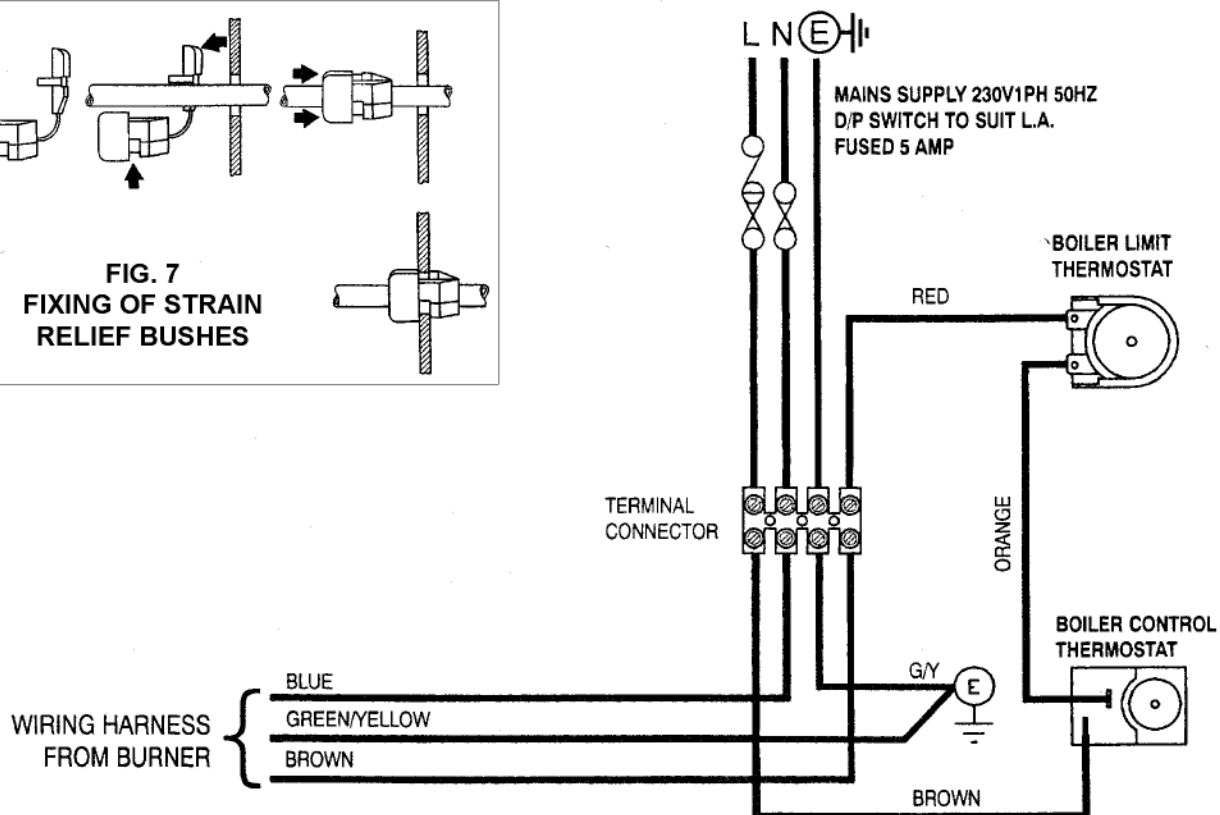 FIG. 7
FIXING OF STRAIN
RELIEF BUSHES
L N E
MAINS SUPPLY 230V1PH 50HZ
D/P SWITCH TO SUIT L.A.
FUSED 5 AMP
BOILER LIMIT
THERMOSTAT
RED
TERMINAL
CONNECTOR
ORANGE
BOILER CONTROL
THERMOSTAT
G/Y
E
BLUE
GREEN/YELLOW
BROWN
WIRING HARNESS
FROM BURNER
BROWN